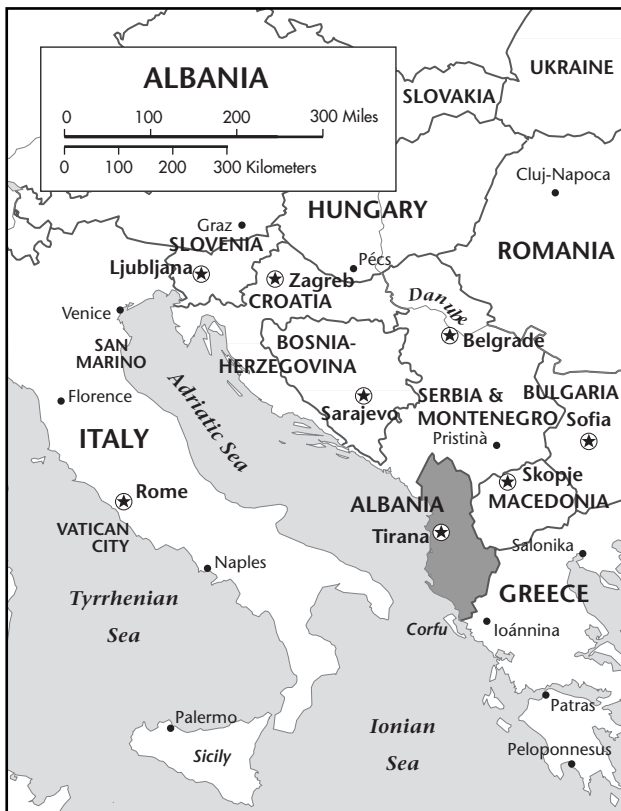 ALBANIA
0 100 200 300 Miles
0 100 200 300 Kilometers
UKRAINE
SLOVAKIA
Cluj-Napoca
HUNGARY
ROMANIA
Graz
SLOVENIA
Ljubljana
Pécs
Zagreb
CROATIA
Danube
Venice
Belgrade
BOSNIA-
HERZEGOVINA
SAN
MARINO
Florence
Adriatic Sea
Sarajevo
SERBIA &
MONTENEGRO
BULGARIA
Sofia
Pristinà
ITALY
Rome
Skopje
MACEDONIA
ALBANIA
Tirana
VATICAN
CITY
Naples
Salonika
GREECE
Tyrrhenian
Sea
Corfu
Ioánnina
Palermo
Sicily
Ionian
Sea
Patras
Peloponnesus